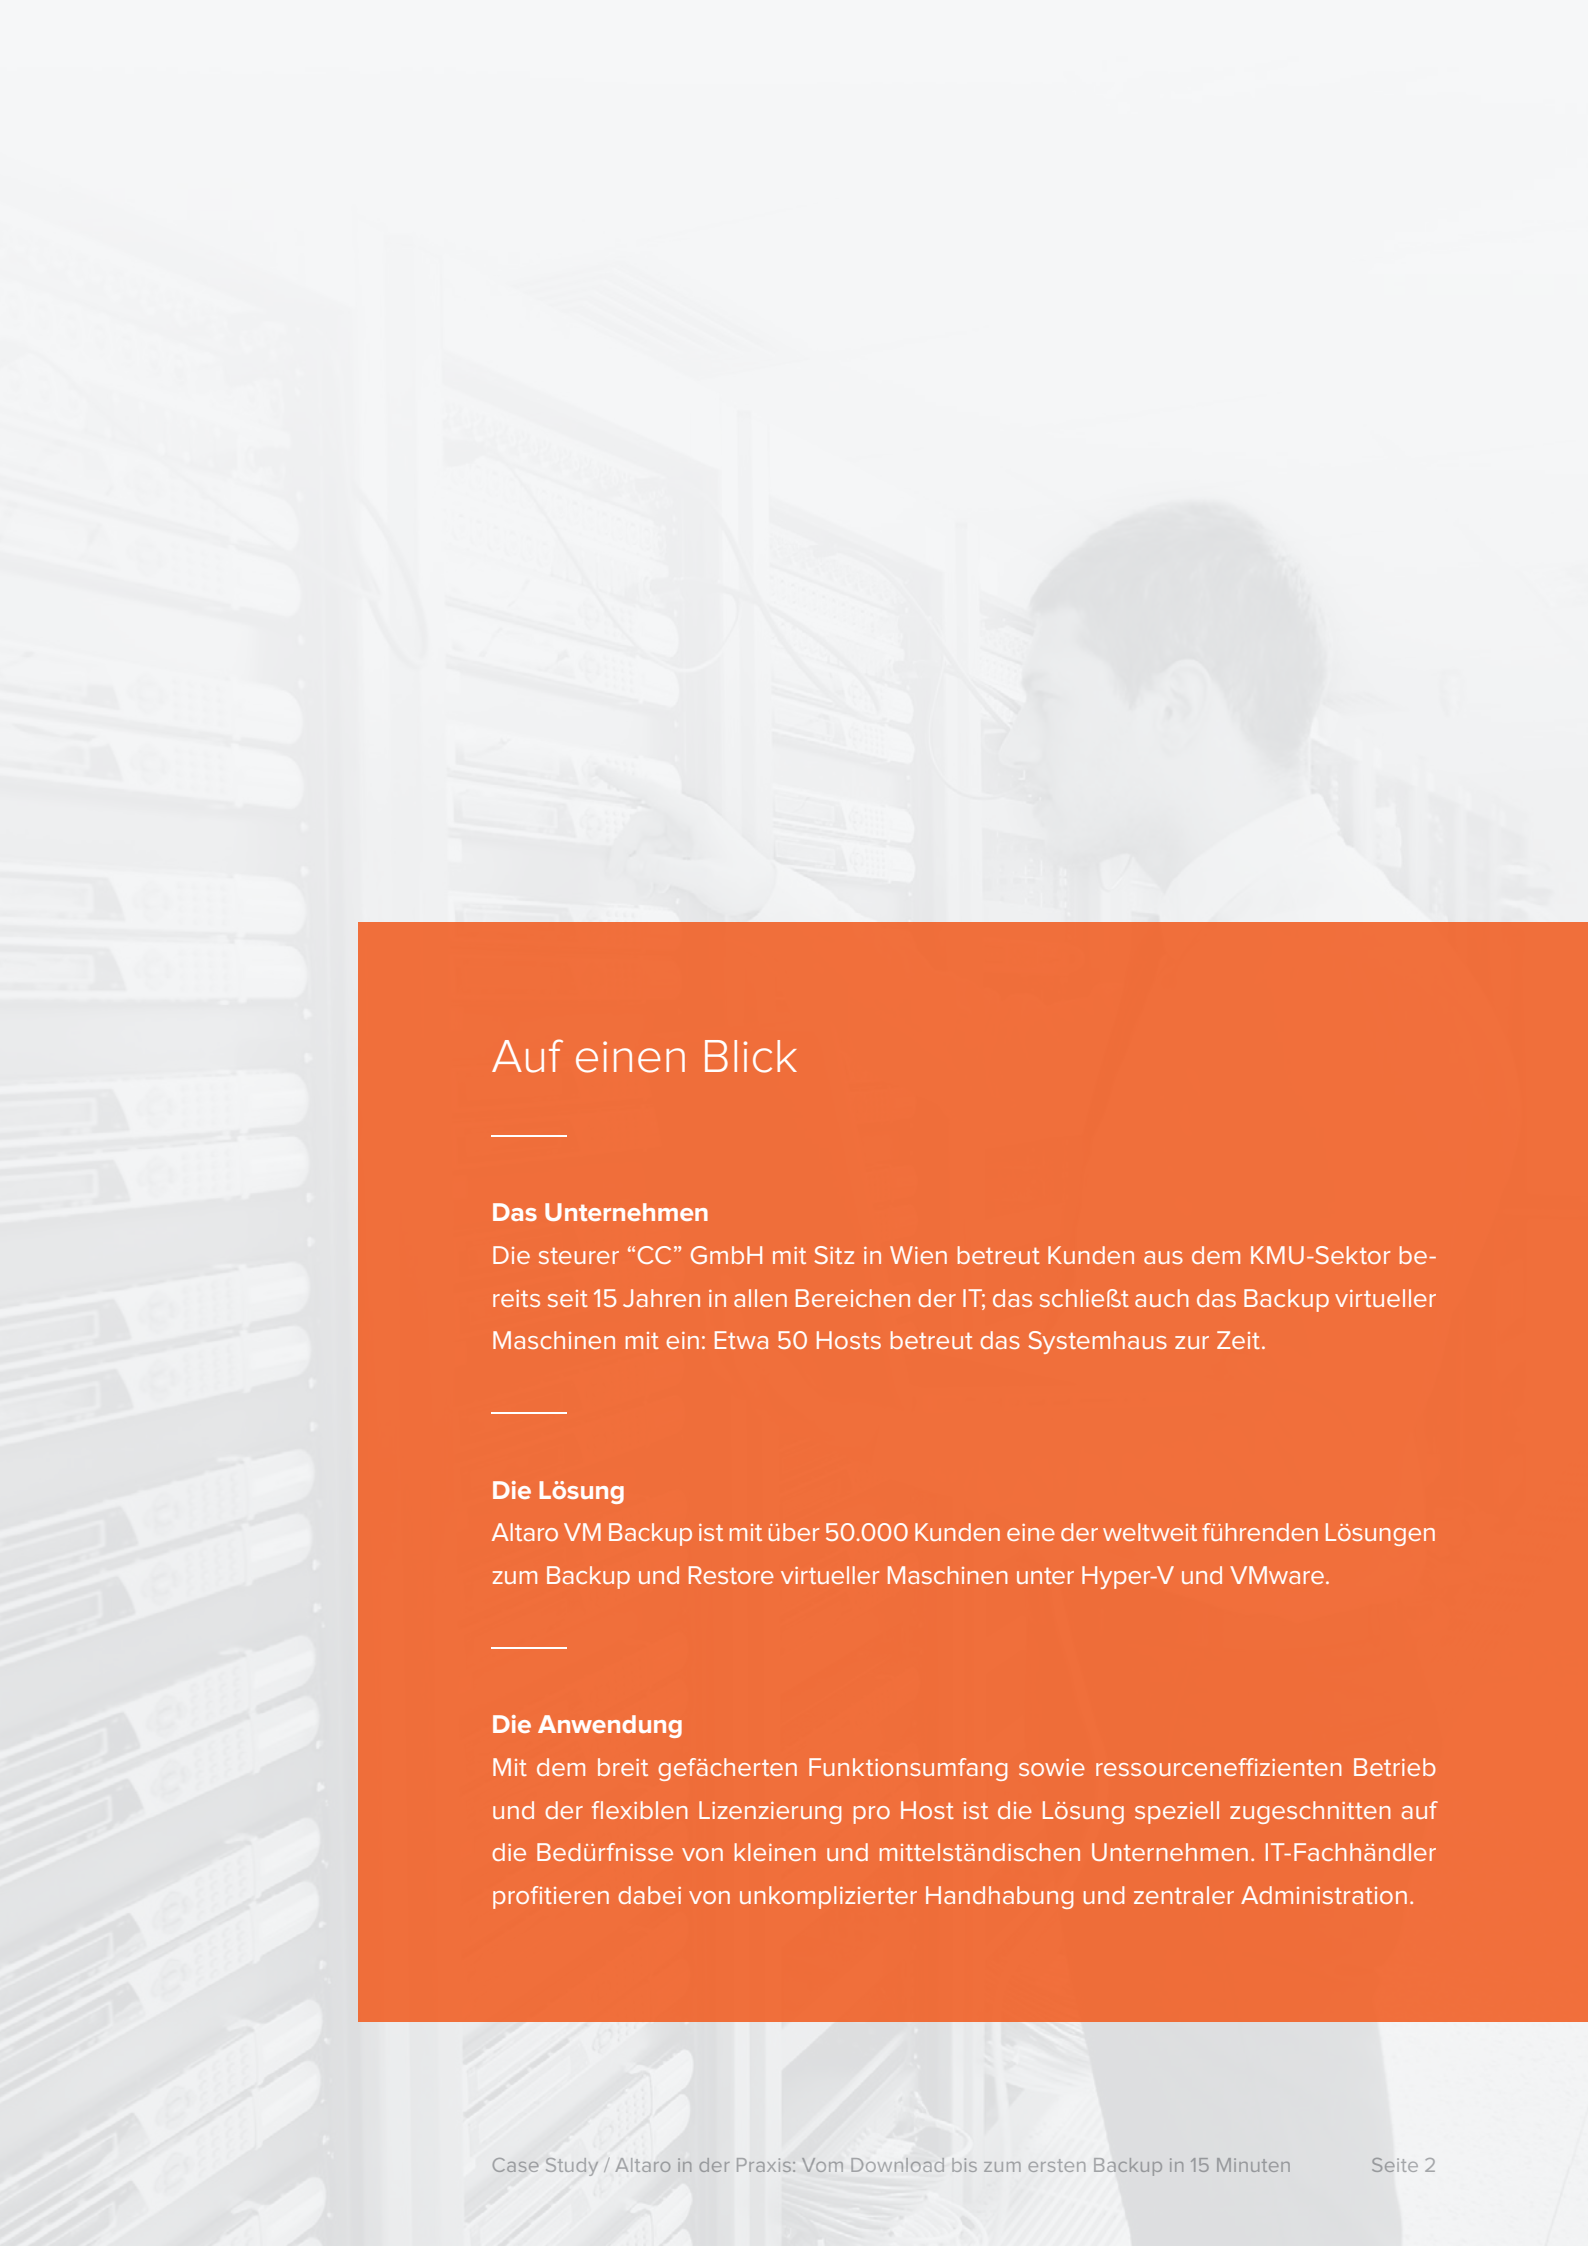 Auf einen Blick
Das Unternehmen
Die steurer “CC” GmbH mit Sitz in Wien betreut Kunden aus dem KMU-Sektor be-
reits seit 15 Jahren in allen Bereichen der IT; das schließt auch das Backup virtueller
Maschinen mit ein: Etwa 50 Hosts betreut das Systemhaus zur Zeit.
Die Lösung
Altaro VM Backup ist mit über 50.000 Kunden eine der weltweit führenden Lösungen
zum Backup und Restore virtueller Maschinen unter Hyper-V und VMware.
Die Anwendung
Mit dem breit gefächerten Funktionsumfang sowie ressourceneffizienten Betrieb
und der flexiblen Lizenzierung pro Host ist die Lösung speziell zugeschnitten auf
die Bedürfnisse von kleinen und mittelständischen Unternehmen. IT-Fachhändler
profitieren dabei von unkomplizierter Handhabung und zentraler Administration.
Case Study / Altaro in der Praxis: Vom Download bis zum ersten Backup in 15 Minuten Seite 2